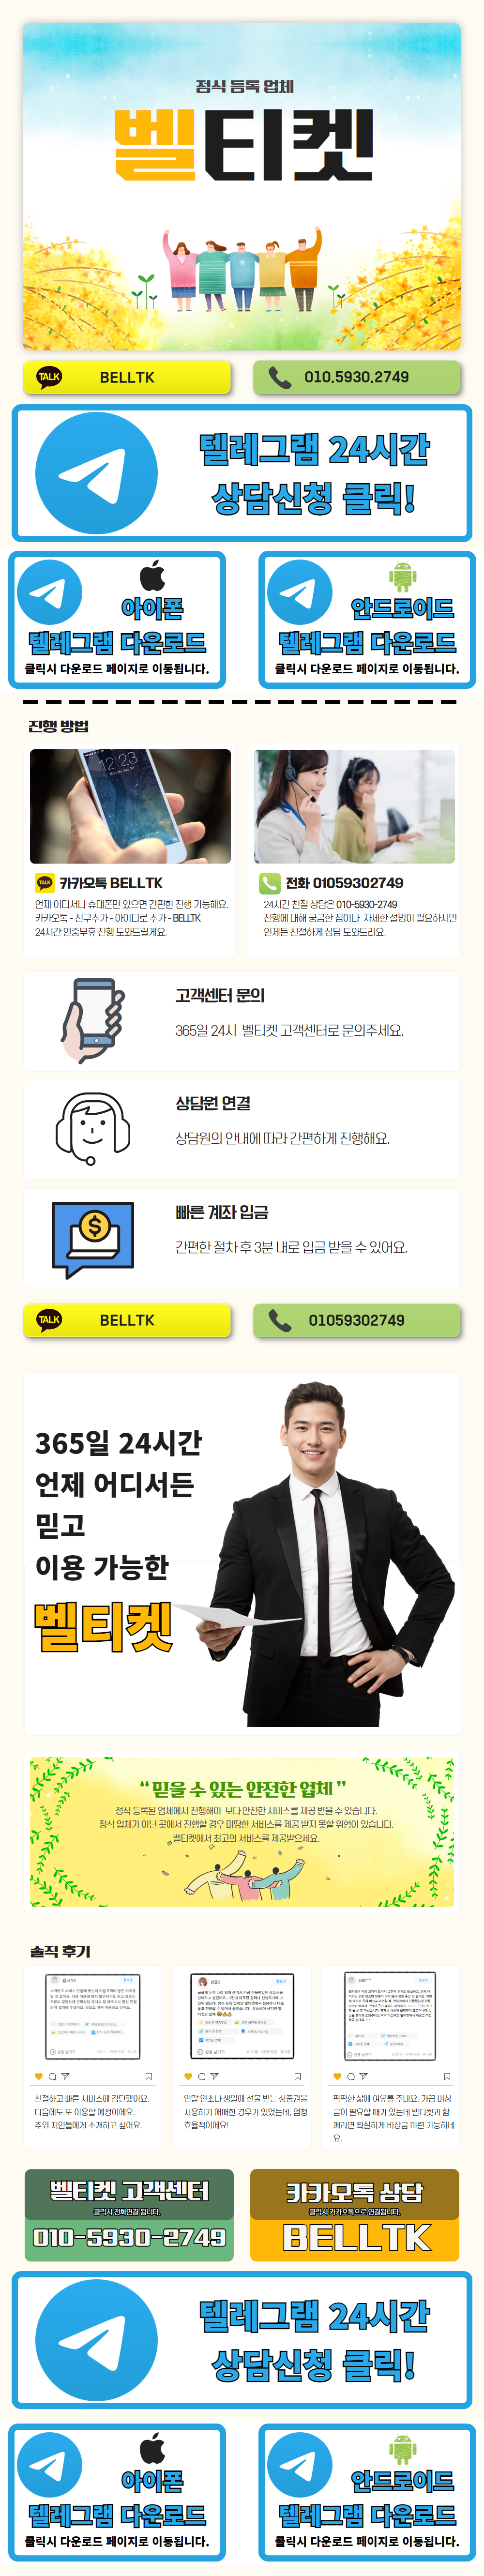 정식 등록 업체
벨티켓
TALK BELLTK
010.5930.2749
텔레그램 24시간
상담신청 클릭!
아이폰
텔레그램 다운로드
클릭시 다운로드 페이지로 이동됩니다.
안드로이드
텔레그램 다운로드
클릭시 다운로드 페이지로 이동됩니다.
진행 방법
12:23
TALK 카카오톡 BELLTK
언제 어디서나 휴대폰만 있으면 간편한 진행 가능해요.
카카오톡 - 친구추가 - 아이디로 추가 - BELLTK
24시간 연중무휴 진행 도와드릴게요.
전화 01059302749
24시간 친절 상담은 010-5930-2749
진행에 대해 궁금한 점이나 자세한 설명이 필요하시면
언제든 친절하게 상담 도와드려요.
고객센터 문의
365일 24시 벨티켓 고객센터로 문의주세요.
상담원 연결
상담원의 안내에 따라 간편하게 진행해요.
$
빠른 계좌 입금
간편한 절차 후 3분 내로 입금 받을 수 있어요.
TALK BELLTK
01059302749
365일 24시간
언제 어디서든
믿고
이용 가능한
벨티켓
“ 믿을 수 있는 안전한 업체 ”
정식 등록된 업체에서 진행해야 보다 안전한 서비스를 제공 받을 수 있습니다.
정식 업체가 아닌 곳에서 진행할 경우 마땅한 서비스를 제공 받지 못할 위험이 있습니다.
벨티켓에서 최고의 서비스를 제공받으세요.
솔직 후기
친절하고 빠른 서비스에 감탄했어요.
다음에도 또 이용할 예정이에요.
주위 지인들에게 소개하고 싶어요.
연말 연초나 생일에 선물 받는 상품권을
사용하기 애매한 경우가 있었는데, 엄청
효율적이에요!
팍팍한 삶에 여유를 주네요. 가끔 비상
금이 필요할 때가 있는데 벨티켓과 함
께라면 확실하게 비상금 마련 가능하네
요.
벨티켓 고객센터
클릭시 전화연결 됩니다.
010-5930-2749
카카오톡 상담
클릭시 카카오톡으로 연결됩니다.
BELLTK
텔레그램 24시간
상담신청 클릭!
아이폰
텔레그램 다운로드
클릭시 다운로드 페이지로 이동됩니다.
안드로이드
텔레그램 다운로드
클릭시 다운로드 페이지로 이동됩니다.